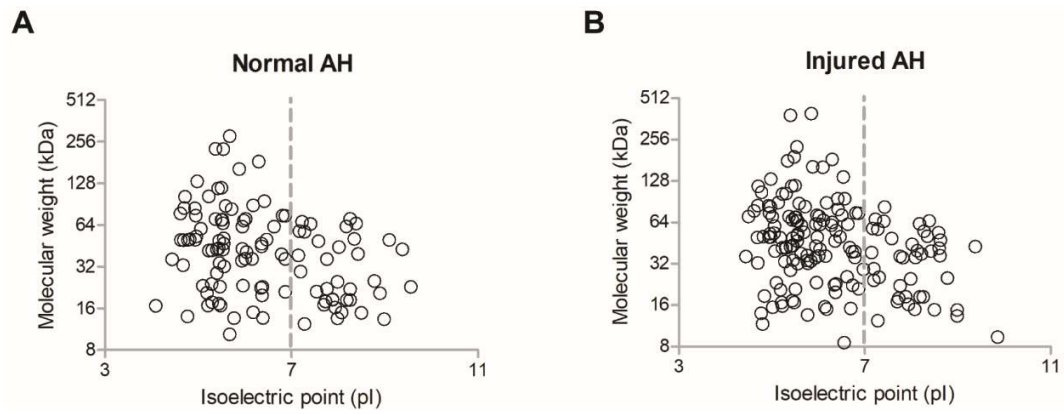 A
Normal AH
Molecular weight (kDa)
512
256
128
64
32
16
8
3
7
11
Isoelectric point (pI)
B
Injured AH
Molecular weight (kDa)
512
256
128
64
32
16
8
3
7
11
Isoelectric point (pI)